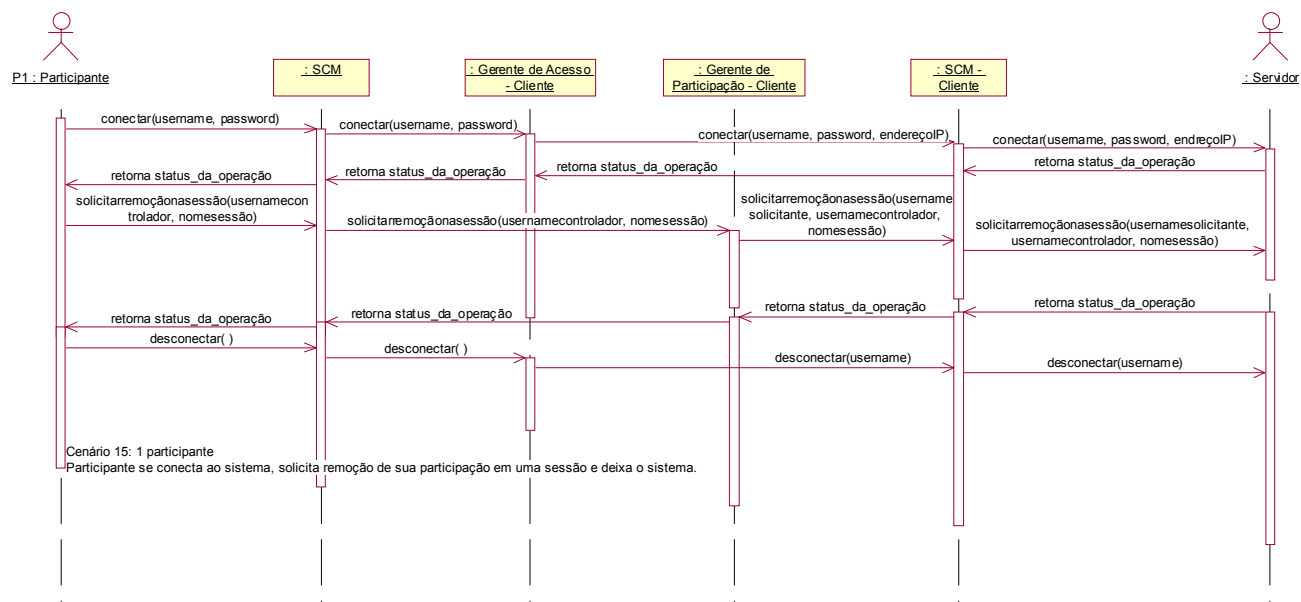 P1 : Participante
: SCM
: Gerente de Acesso
- Cliente
: Gerente de
Participação - Cliente
: SCM -
Cliente
: Servidor
conectar(username, password)
conectar(username, password)
conectar(username, password, endereçoIP)
conectar(username, password, endreçoIP)
retorna status_da_operação
retorna status_da_operação
retorna status_da_operação
retorna status_da_operação
solicitarremoçãonasessão(usernamecon
trolador, nomesessão)
solicitarremoçãonasessão(usernamecontrolador, nomesessão)
solicitarremoçãonasessão(username
solicitante, usernamecontrolador,
nomesessão)
solicitarremoçãonasessão(usernamesolicitante,
usernamecontrolador, nomesessão)
retorna status_da_operação
retorna status_da_operação
retorna status_da_operação
retorna status_da_operação
desconectar( )
desconectar( )
desconectar(username)
desconectar(username)
Cenário 15: 1 participante
Participante se conecta ao sistema, solicita remoção de sua participação em uma sessão e deixa o sistema.